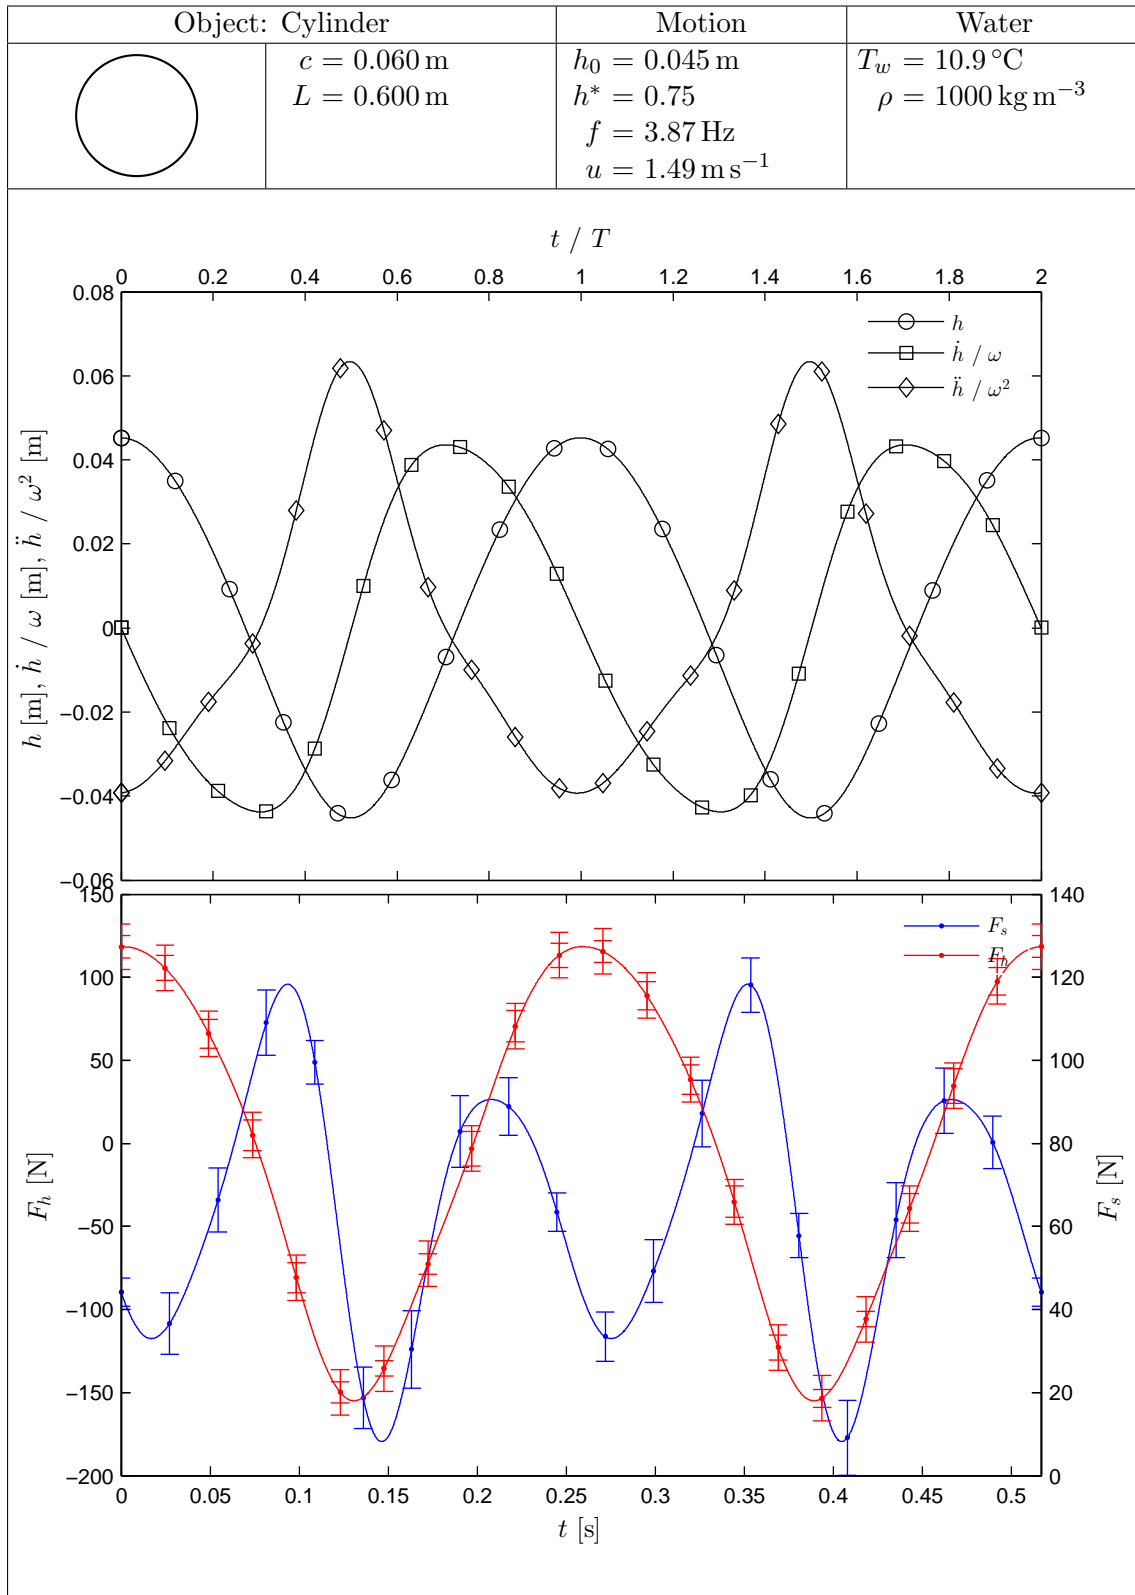 Object: Cylinder Motion Water
c = 0.060 m h₀ = 0.045 m T_w = 10.9 °C
L = 0.600 m h* = 0.75 ρ = 1000 kg m⁻³
f = 3.87 Hz
u = 1.49 m s⁻¹
t / T
0 0.2 0.4 0.6 0.8 1 1.2 1.4 1.6 1.8 2
0.08
0.06
0.04
0.02
0
−0.02
−0.04
−0.06
h [m], ḣ / ω [m], ḧ / ω² [m]
h
ḣ / ω
ḧ / ω²
150
100
50
0
−50
−100
−150
−200
F_h [N]
F_s
F_h
140
120
100
80
60
40
20
0
F_s [N]
0 0.05 0.1 0.15 0.2 0.25 0.3 0.35 0.4 0.45 0.5
t [s]